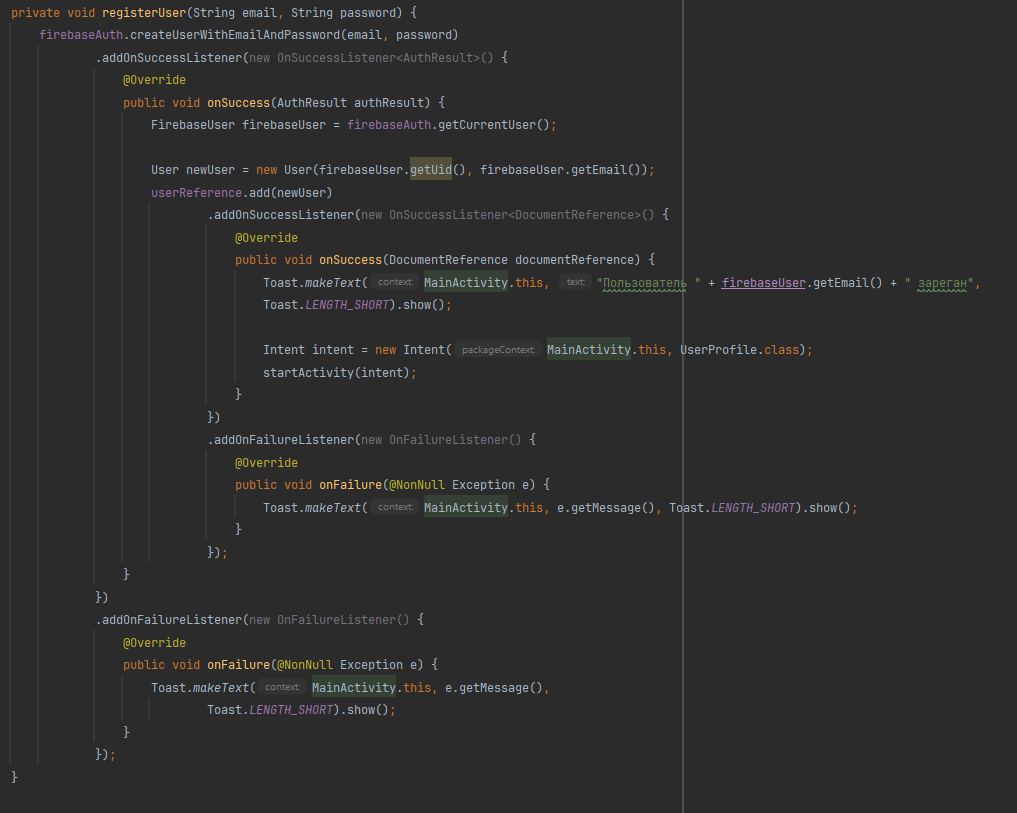 private void registerUser(String email, String password) {
    firebaseAuth.createUserWithEmailAndPassword(email, password)
            .addOnSuccessListener(new OnSuccessListener<AuthResult>() {
                @Override
                public void onSuccess(AuthResult authResult) {
                    FirebaseUser firebaseUser = firebaseAuth.getCurrentUser();
                    User newUser = new User(firebaseUser.getUid(), firebaseUser.getEmail());
                    userReference.add(newUser)
                            .addOnSuccessListener(new OnSuccessListener<DocumentReference>() {
                                @Override
                                public void onSuccess(DocumentReference documentReference) {
                                    Toast.makeText( context: MainActivity.this, text: "Пользователь " + firebaseUser.getEmail() + " зареган",
                                    Toast.LENGTH_SHORT).show();
                                    Intent intent = new Intent( packageContext: MainActivity.this, UserProfile.class);
                                    startActivity(intent);
                                }
                            })
                            .addOnFailureListener(new OnFailureListener() {
                                @Override
                                public void onFailure(@NonNull Exception e) {
                                    Toast.makeText( context: MainActivity.this, e.getMessage(), Toast.LENGTH_SHORT).show();
                                }
                            });
                }
            })
            .addOnFailureListener(new OnFailureListener() {
                @Override
                public void onFailure(@NonNull Exception e) {
                    Toast.makeText( context: MainActivity.this, e.getMessage(),
                            Toast.LENGTH_SHORT).show();
                }
            });
}